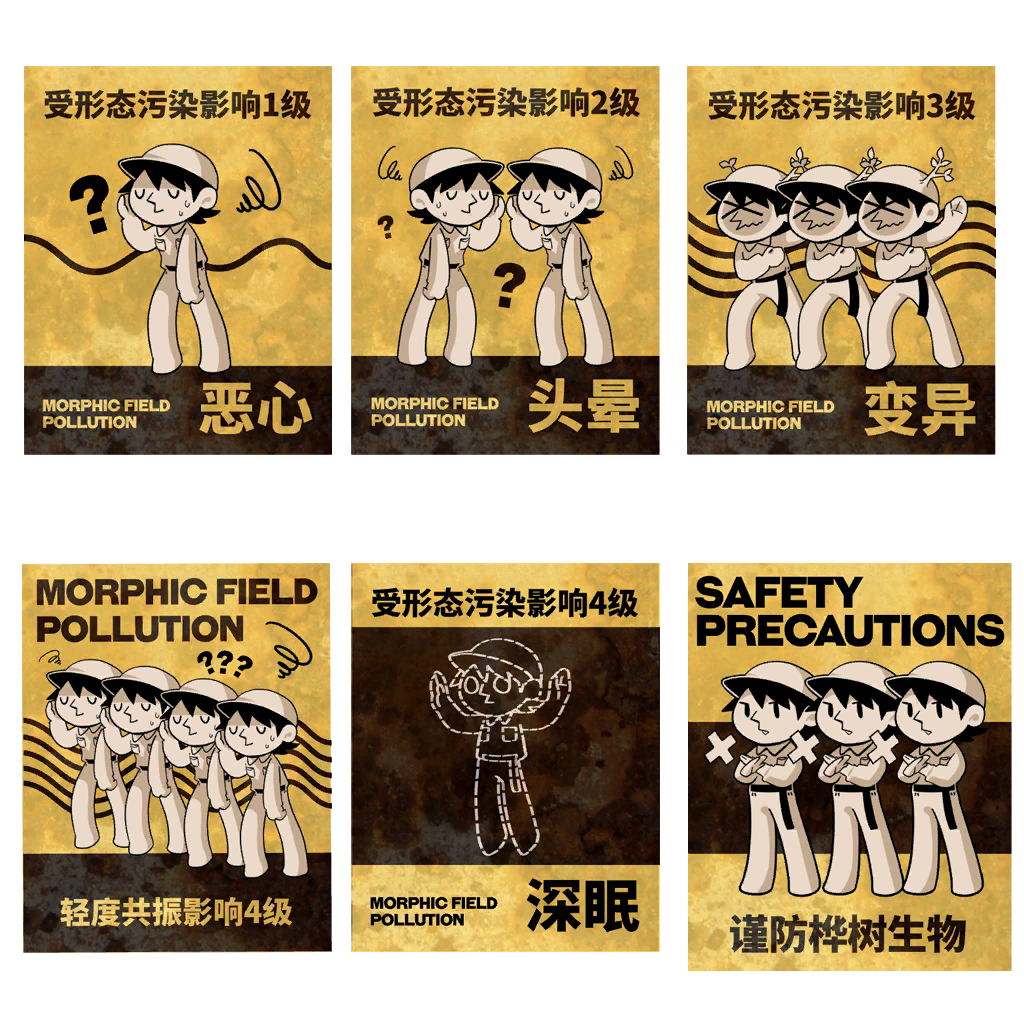 受形态污染影响1级
?
MORPHIC FIELD
POLLUTION
恶心
受形态污染影响2级
?
?
MORPHIC FIELD
POLLUTION
头晕
受形态污染影响3级
MORPHIC FIELD
POLLUTION
变异
MORPHIC FIELD
POLLUTION
???
轻度共振影响4级
受形态污染影响4级
MORPHIC FIELD
POLLUTION
深眠
SAFETY
PRECAUTIONS
谨防桦树生物